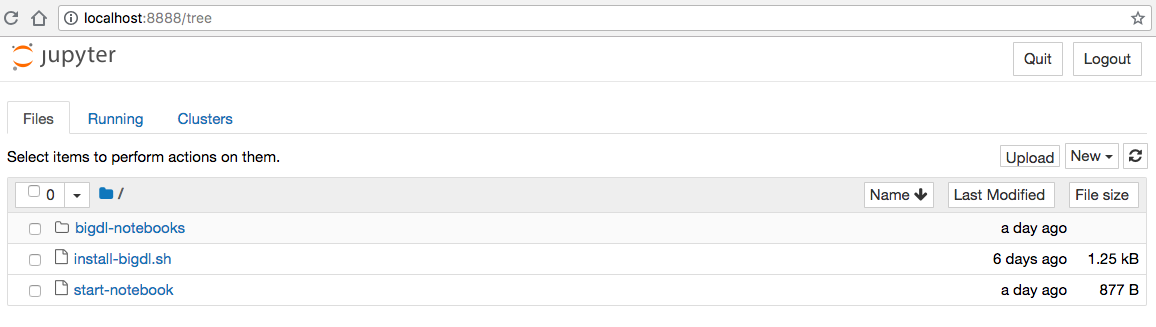 localhost:8888/tree
jupyter
Quit Logout
Files Running Clusters
Select items to perform actions on them.
Upload New
0 / Name Last Modified File size
bigdl-notebooks a day ago
install-bigdl.sh 6 days ago 1.25 kB
start-notebook a day ago 877 B